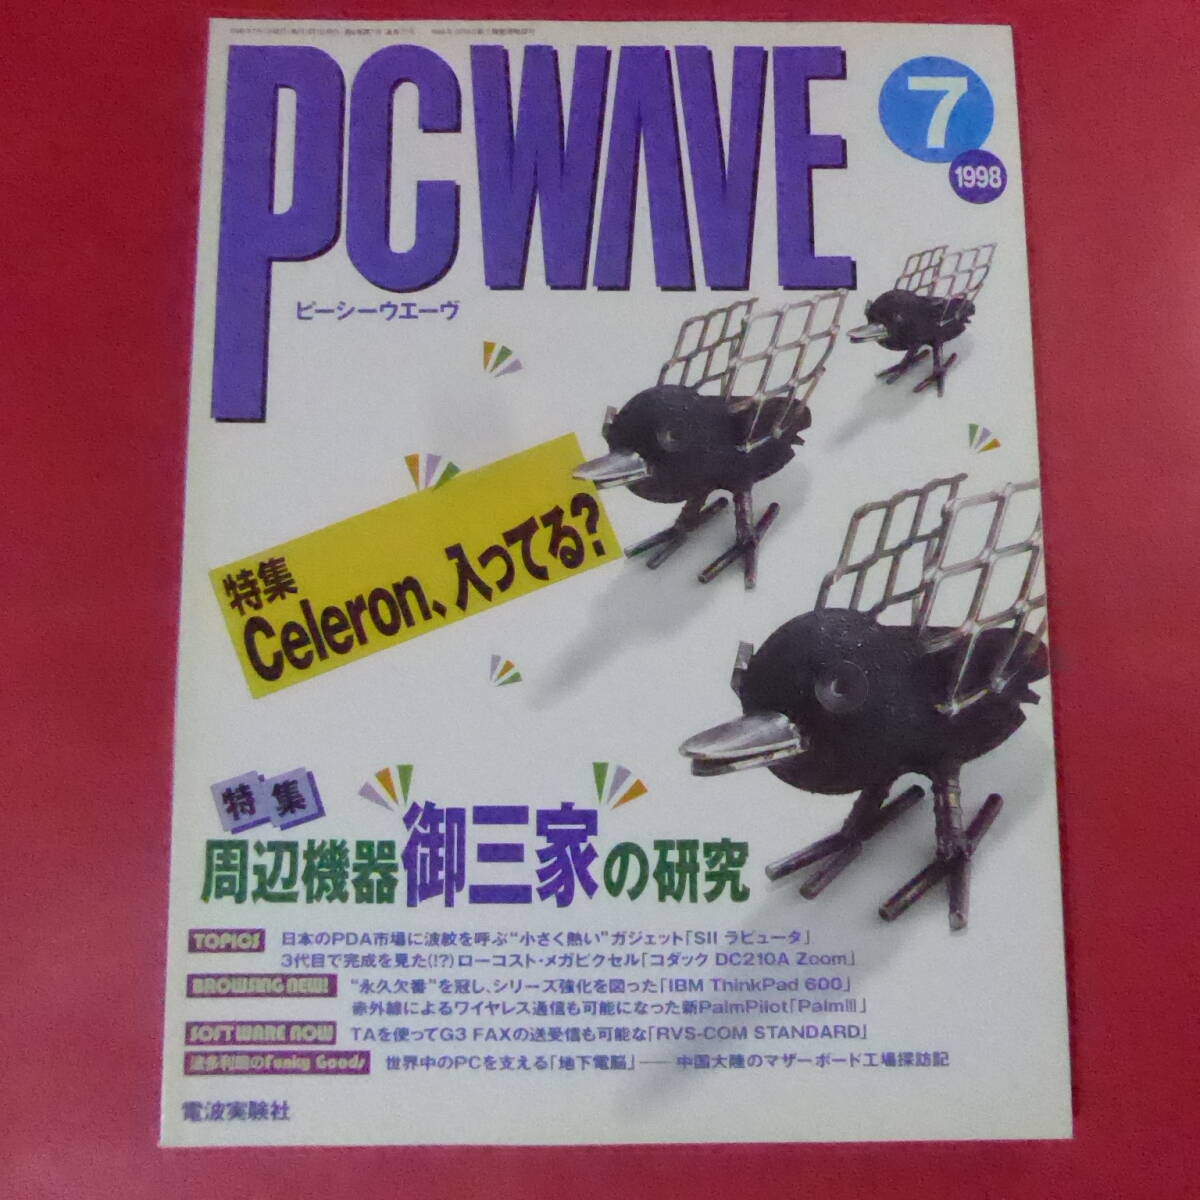 PC WAVE
ピーシーウエーヴ
7
1998
特集
Celeron、入ってる?
特集
周辺機器御三家の研究
TOPICS 日本のPDA市場に波紋を呼ぶ“小さく熱い”ガジェット「SII ラピュータ」
3代目で完成を見た(!?)ローコスト・メガピクセル「コダック DC210A Zoom」
BROWSING NEW! “永久欠番”を冠し、シリーズ強化を図った「IBM ThinkPad 600」
赤外線によるワイヤレス通信も可能になった新PalmPilot「PalmⅢ」
SOFTWARE NOW TAを使ってG3 FAXの送受信も可能な「RVS-COM STANDARD」
波多利朗のFunky Goods 世界中のPCを支える「地下電脳」── 中国大陸のマザーボード工場探訪記
電波実験社